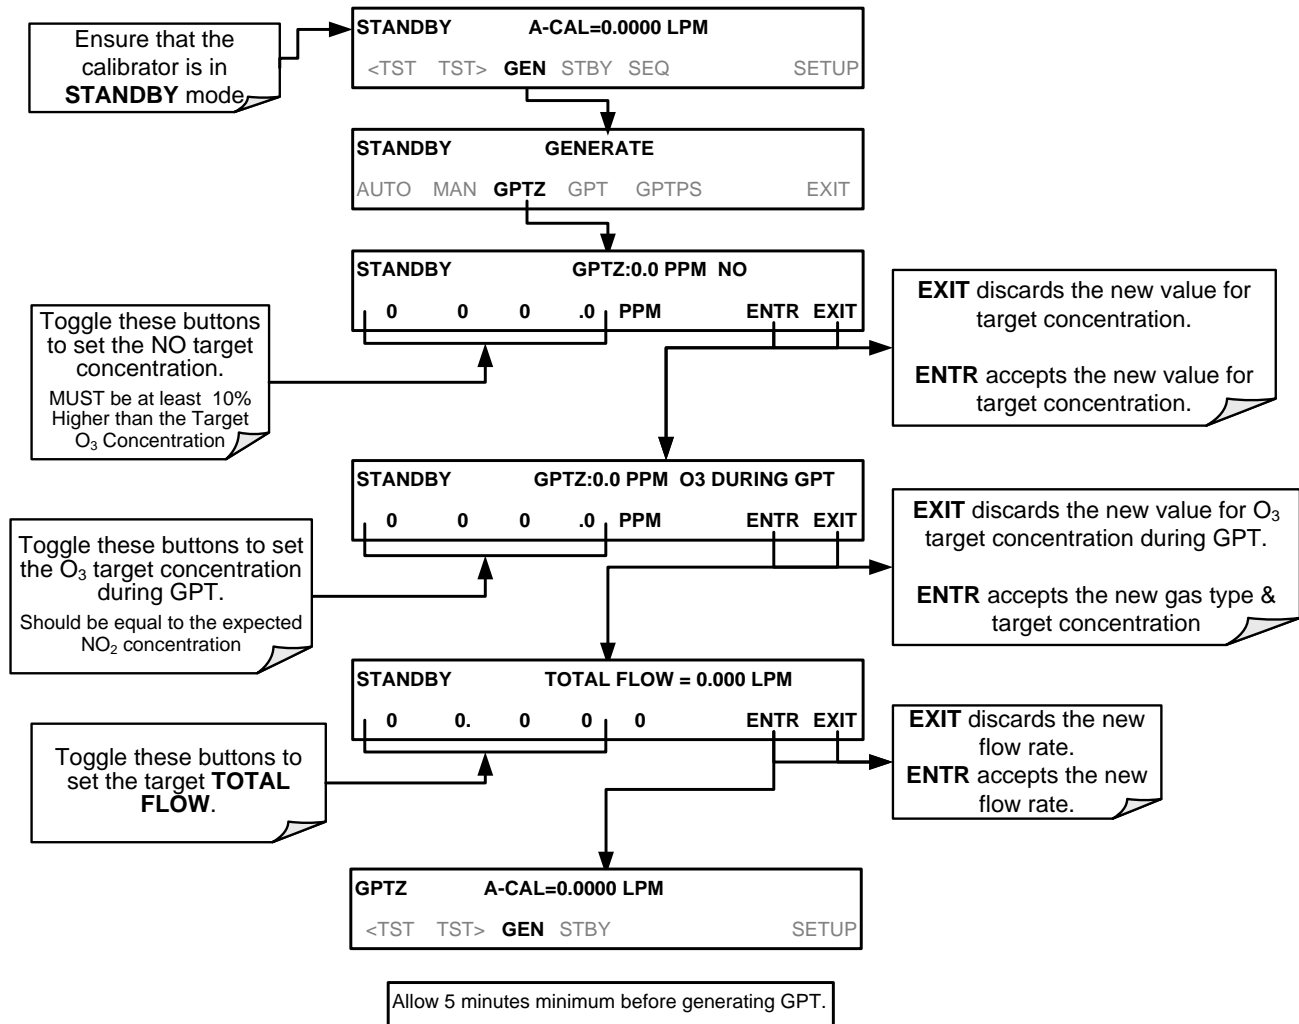 Ensure that the
calibrator is in
STANDBY mode
STANDBY A-CAL=0.0000 LPM
<TST TST> GEN STBY SEQ SETUP
STANDBY GENERATE
AUTO MAN GPTZ GPT GPTPS EXIT
STANDBY GPTZ:0.0 PPM NO
0 0 0 .0 PPM ENTR EXIT
Toggle these buttons
to set the NO target
concentration.
MUST be at least 10%
Higher than the Target
O3 Concentration
EXIT discards the new value for
target concentration.
ENTR accepts the new value for
target concentration.
STANDBY GPTZ:0.0 PPM O3 DURING GPT
0 0 0 .0 PPM ENTR EXIT
Toggle these buttons to set
the O3 target concentration
during GPT.
Should be equal to the expected
NO2 concentration
EXIT discards the new value for O3
target concentration during GPT.
ENTR accepts the new gas type &
target concentration
STANDBY TOTAL FLOW = 0.000 LPM
0 0. 0 0 0 ENTR EXIT
Toggle these buttons to
set the target TOTAL
FLOW.
EXIT discards the new
flow rate.
ENTR accepts the new
flow rate.
GPTZ A-CAL=0.0000 LPM
<TST TST> GEN STBY SETUP
Allow 5 minutes minimum before generating GPT.